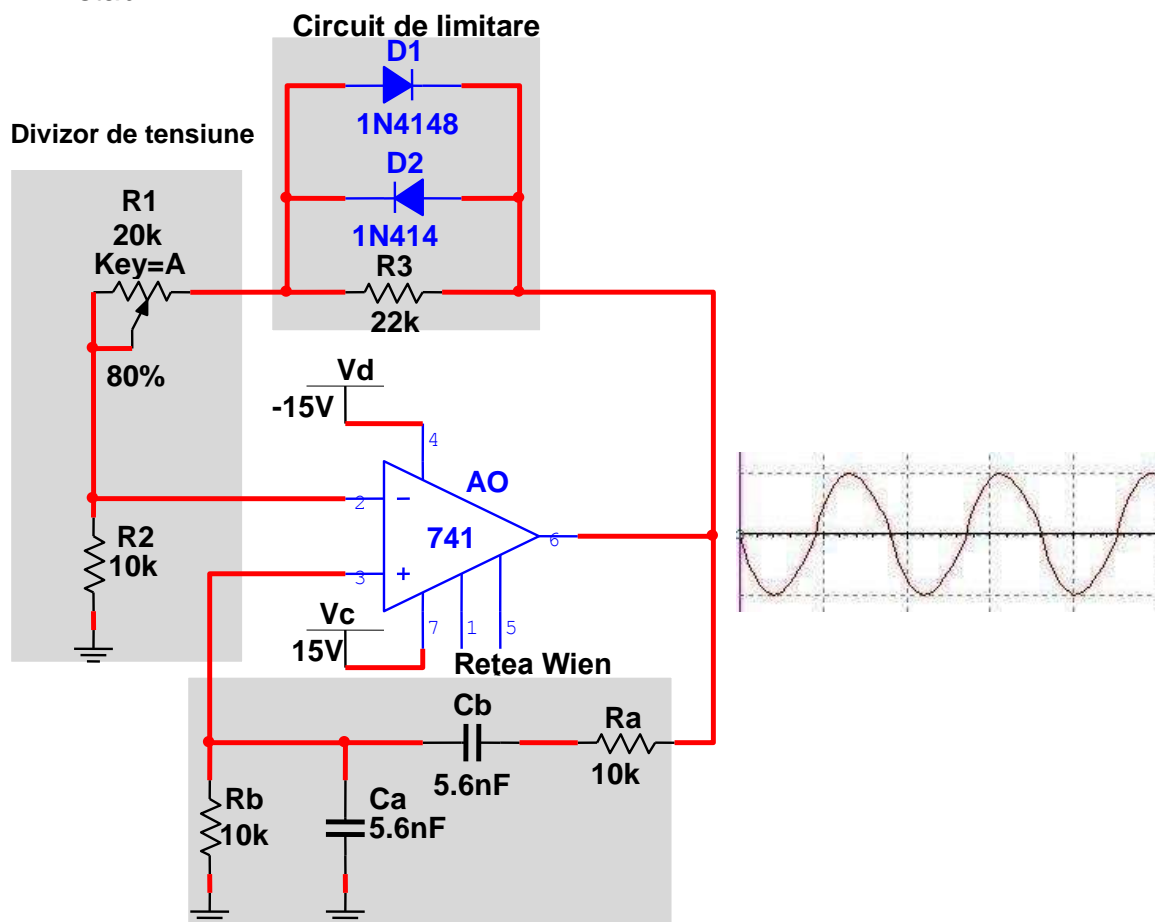 Circuit de limitare
D1
1N4148
Divizor de tensiune
D2
1N414
R1
20k
Key=A
R3
22k
80%
Vd
-15V
4
AO
2
741
6
R2
10k
3
Vc
15V
7
1
5
Rețea Wien
Cb
5.6nF
Ra
10k
Rb
10k
Ca
5.6nF